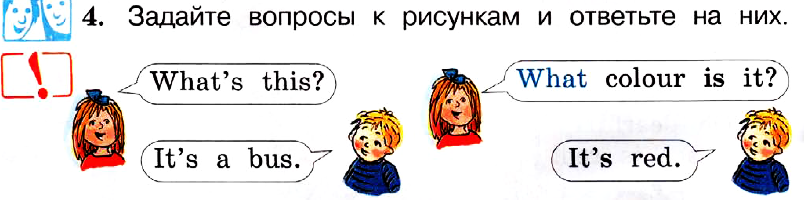 4. Задайте вопросы к рисункам и ответьте на них.
What's this?
It's a bus.
What colour is it?
It's red.